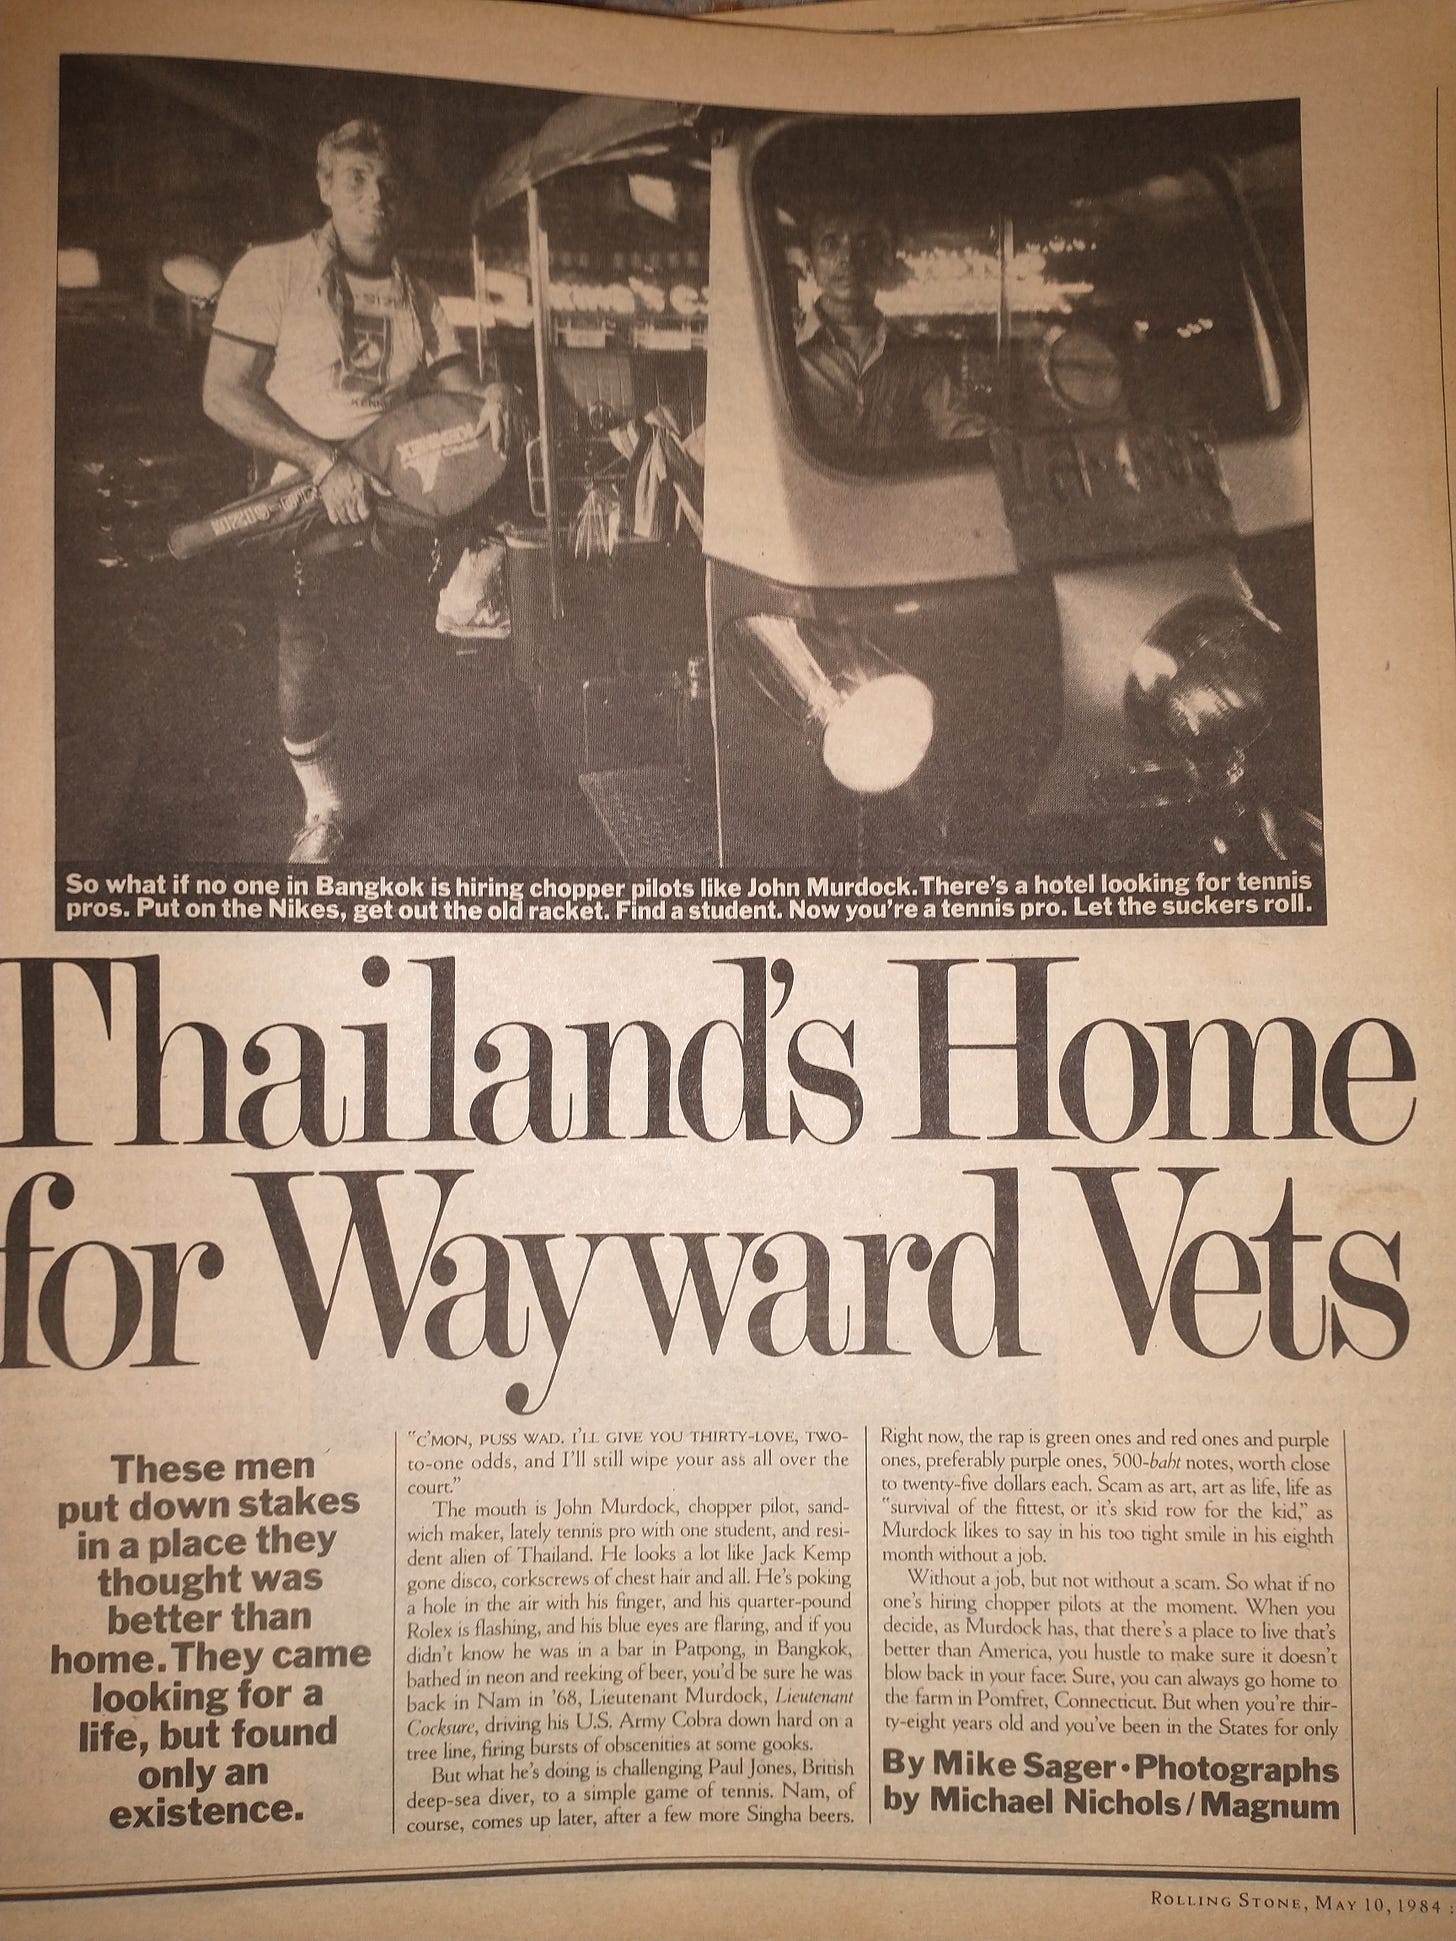 KENN
So what if no one in Bangkok is hiring chopper pilots like John Murdock. There's a hotel looking for tennis
pros. Put on the Nikes, get out the old racket. Find a student. Now you're a tennis pro. Let the suckers roll.
Thailand's Home
for Wayward Vets
These men
put down stakes
in a place they
thought was
better than
home. They came
looking for a
life, but found
only an
existence.
"C'MON, PUSS WAD. I'LL GIVE YOU THIRTY-LOVE, TWO-
to-one odds, and I'll still wipe your ass all over the
court."
The mouth is John Murdock, chopper pilot, sand-
wich maker, lately tennis pro with one student, and resi-
dent alien of Thailand. He looks a lot like Jack Kemp
gone disco, corkscrews of chest hair and all. He's poking
a hole in the air with his finger, and his quarter-pound
Rolex is flashing, and his blue eyes are flaring, and if you
didn't know he was in a bar in Patpong, in Bangkok,
bathed in neon and reeking of beer, you'd be sure he was
back in Nam in '68, Lieutenant Murdock, Lieutenant
Cocksure, driving his U.S. Army Cobra down hard on a
tree line, firing bursts of obscenities at some gooks.
But what he's doing is challenging Paul Jones, British
deep-sea diver, to a simple game of tennis. Nam, of
course, comes up later, after a few more Singha beers.
Right now, the rap is green ones and red ones and purple
ones, preferably purple ones, 500-baht notes, worth close
to twenty-five dollars each. Scam as art, art as life, life as
"survival of the fittest, or it's skid row for the kid," as
Murdock likes to say in his too tight smile in his eighth
month without a job.
Without a job, but not without a scam. So what if no
one's hiring chopper pilots at the moment. When you
decide, as Murdock has, that there's a place to live that's
better than America, you hustle to make sure it doesn't
blow back in your face. Sure, you can always go home to
the farm in Pomfret, Connecticut. But when you're thir-
ty-eight years old and you've been in the States for only
By Mike Sager • Photographs
by Michael Nichols / Magnum
ROLLING STONE, MAY 10, 1984 :